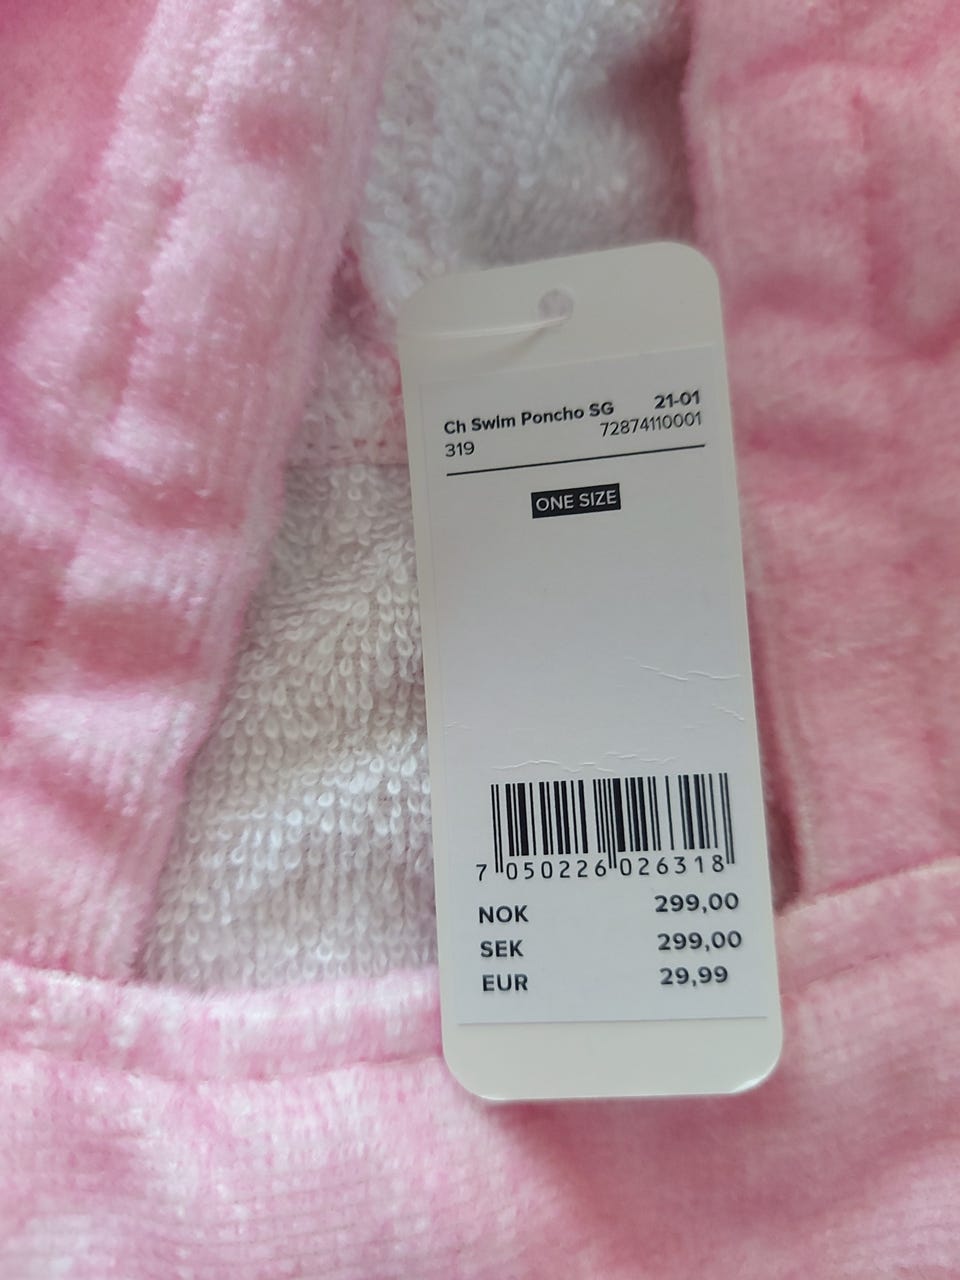 Ch Swim Poncho SG 21-01
319 72874110001
ONE SIZE
7 050226 026318
NOK 299,00
SEK 299,00
EUR 29,99